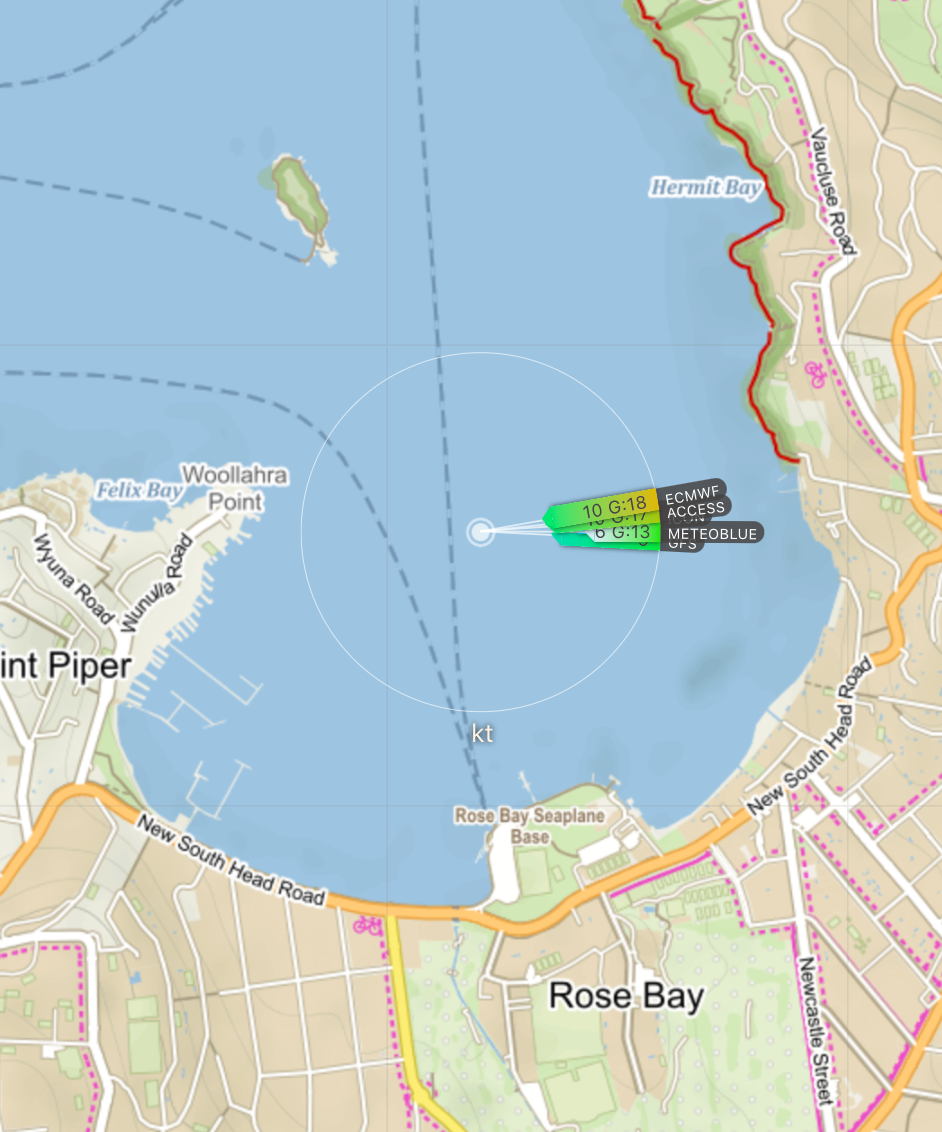 Vaucluse Road
Hermit Bay
Woollahra
Point
Felix Bay
Wyuna Road
Wunulla Road
10 G:18
ECMWF
ACCESS
6 G:13
METEOBLUE
GFS
int Piper
kt
New South Head Road
Rose Bay Seaplane
Base
New South Head Road
Rose Bay
Newcastle Street